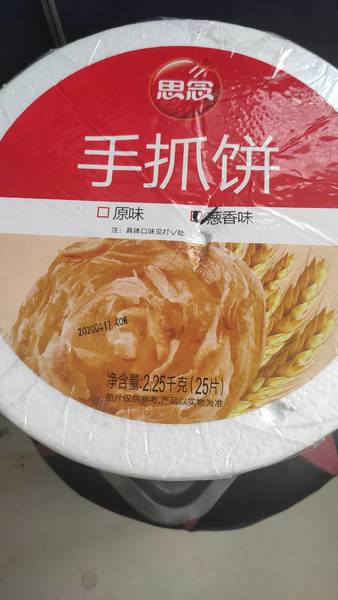 思念
手抓饼
原味 葱香味
注：具体口味见打√处
20200417 40W
净含量:2.25千克(25片)
图片仅供参考,产品以实物为准